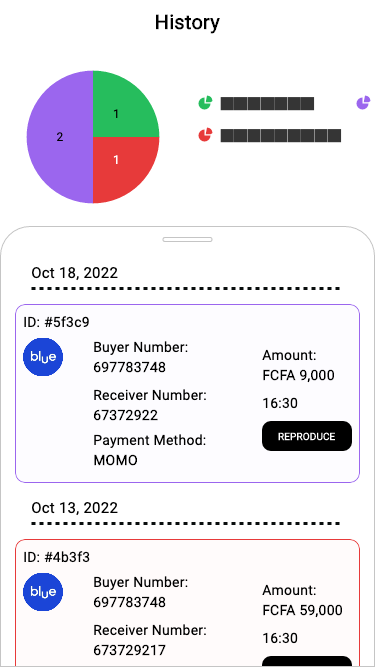 History
2
1
1
Oct 18, 2022
ID: #5f3c9
blue
Buyer Number:
697783748
Receiver Number:
67372922
Payment Method:
MOMO
Amount:
FCFA 9,000
16:30
REPRODUCE
Oct 13, 2022
ID: #4b3f3
blue
Buyer Number:
697783748
Receiver Number:
673729217
Amount:
FCFA 59,000
16:30